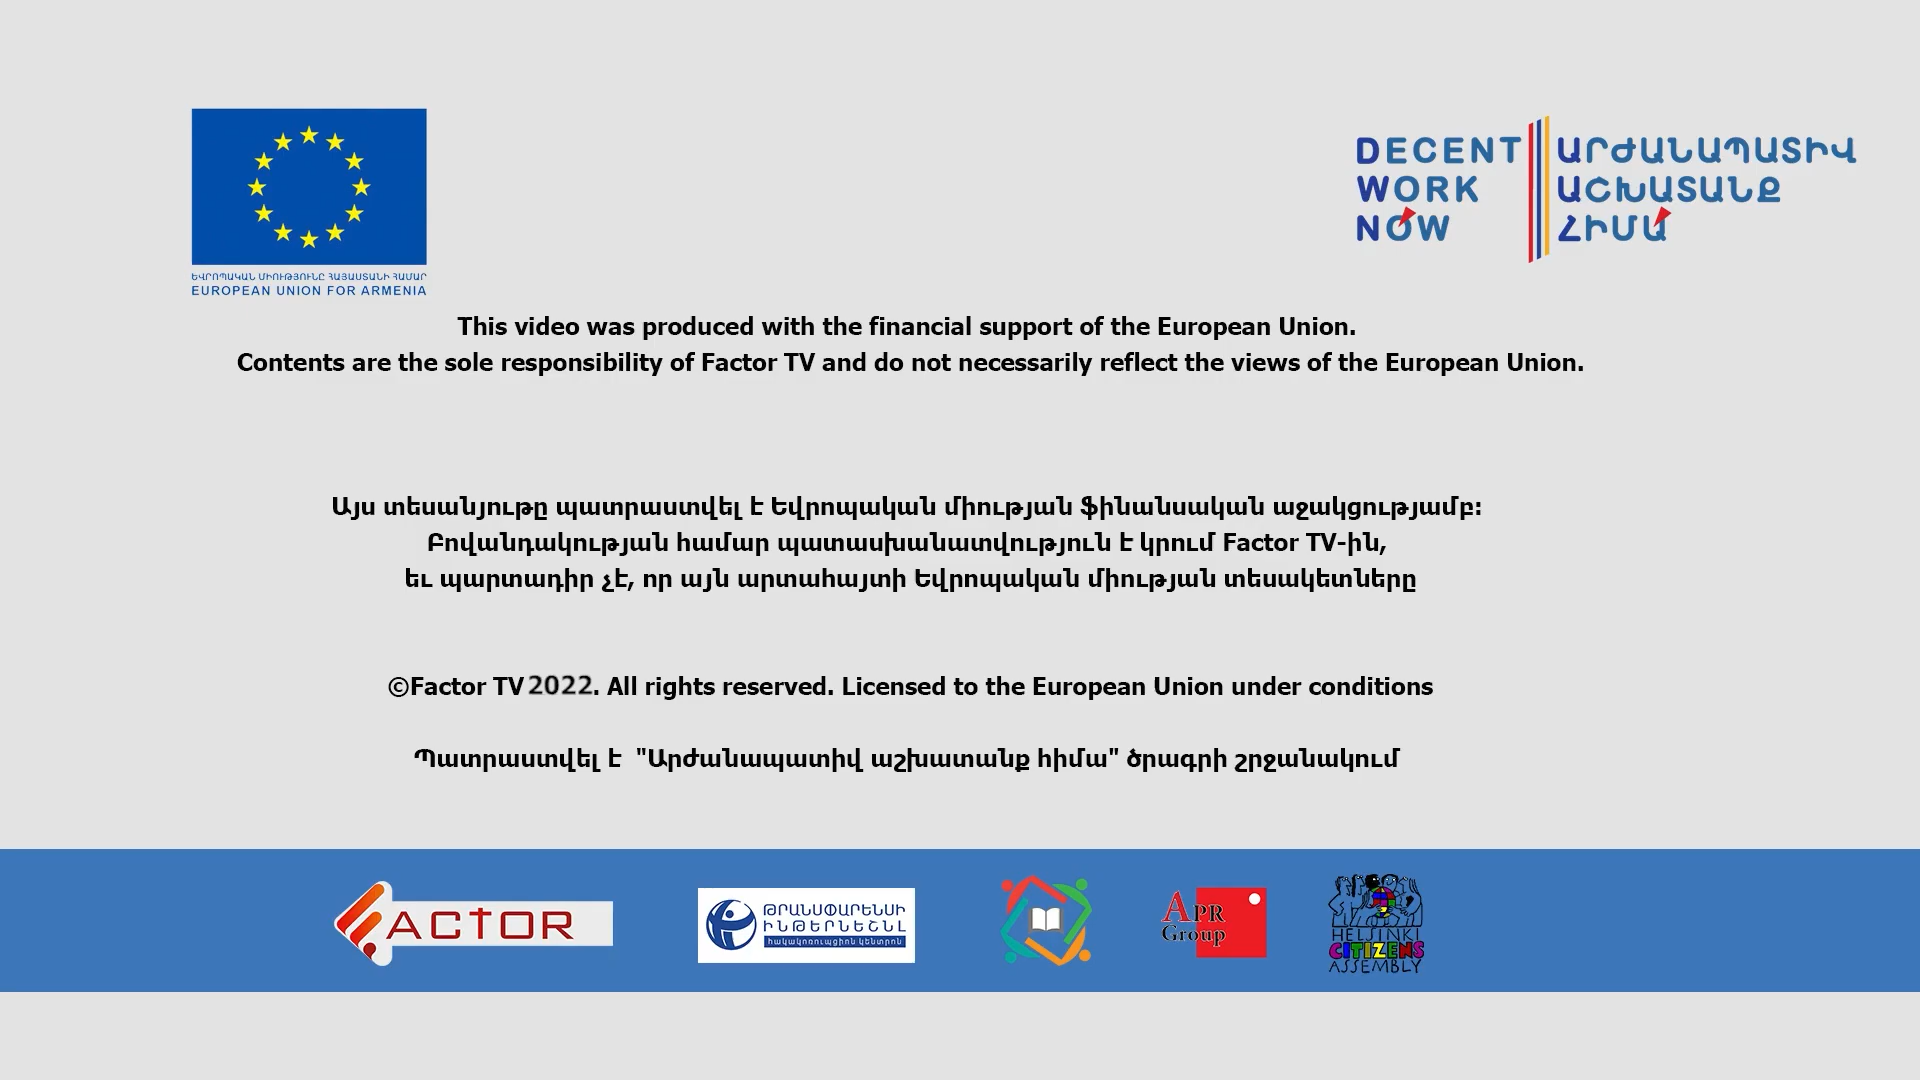 ԵՎՐՈՊԱԿԱՆ ՄԻՈՒԹՅՈՒՆԸ ՀԱՅԱՍՏԱՆԻ ՀԱՄԱՐ
EUROPEAN UNION FOR ARMENIA
DECENT
WORK
NOW
ԱՐԺԱՆԱՊԱՏԻՎ
ԱՇԽԱՏԱՆՔ
ՀԻՄԱ
This video was produced with the financial support of the European Union.
Contents are the sole responsibility of Factor TV and do not necessarily reflect the views of the European Union.
Այս տեսանյութը պատրաստվել է Եվրոպական միության ֆինանսական աջակցությամբ:
Բովանդակության համար պատասխանատվություն է կրում Factor TV-ին,
եւ պարտադիր չէ, որ այն արտահայտի Եվրոպական միության տեսակետները
©Factor TV 2022. All rights reserved. Licensed to the European Union under conditions
Պատրաստվել է "Արժանապատիվ աշխատանք հիմա" ծրագրի շրջանակում
FACTOR
ԹՐԱՆՍՓԱՐԵՆՍԻ
ԻՆԹԵՐՆԵՇՆԼ
հակակոռուպցիոն կենտրոն
APR
Group
HELSINKI
CITIZENS
ASSEMBLY